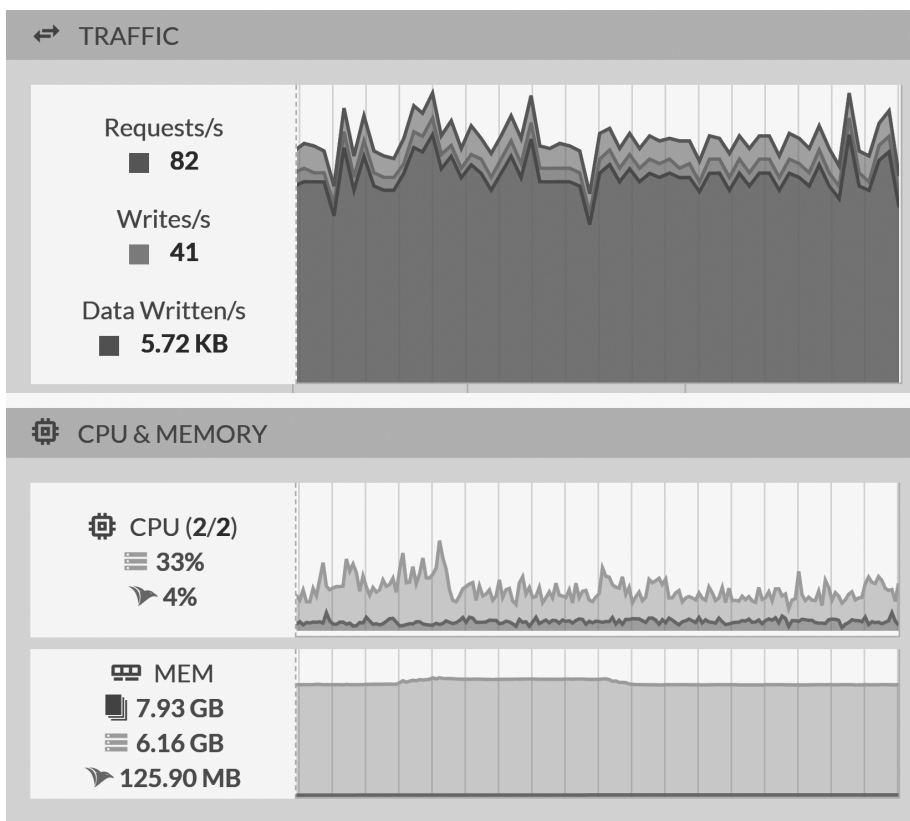 TRAFFIC
Requests/s
82
Writes/s
41
Data Written/s
5.72 KB
CPU & MEMORY
CPU (2/2)
33%
4%
MEM
7.93 GB
6.16 GB
125.90 MB